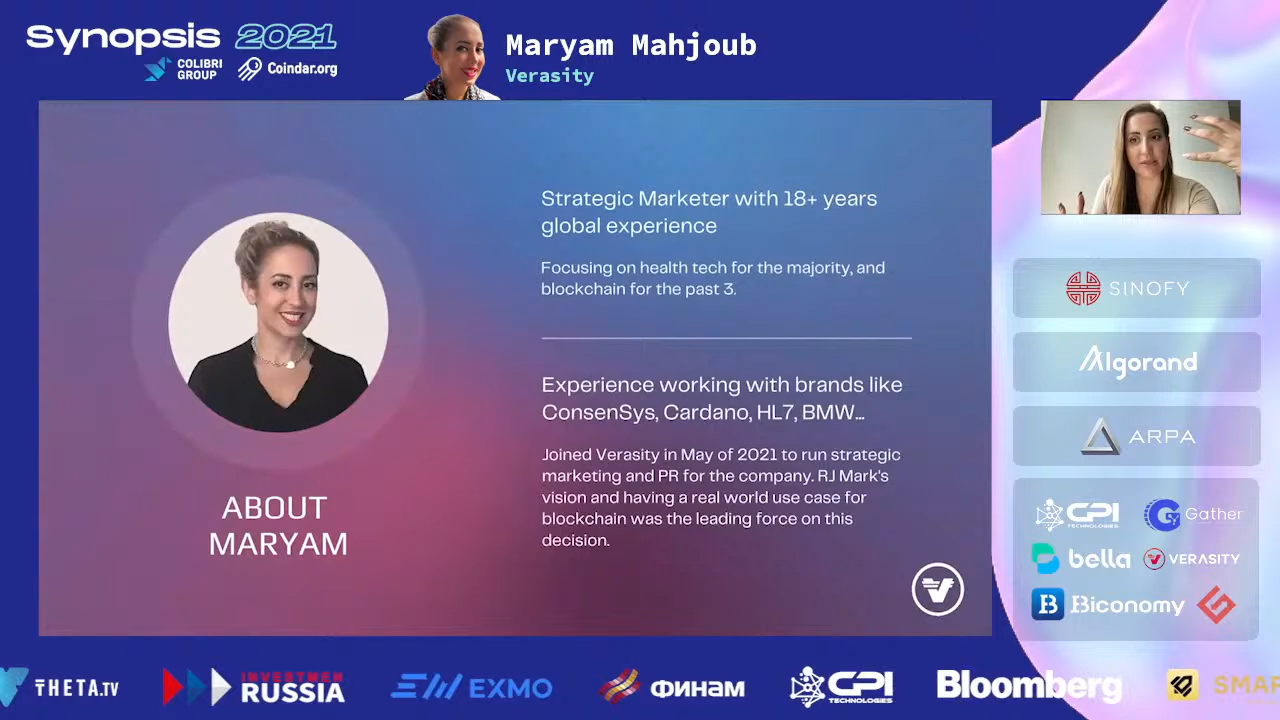 Synopsis 2021
COLIBRI
GROUP
Coindar.org
Maryam Mahjoub
Verasity
Strategic Marketer with 18+ years
global experience
Focusing on health tech for the majority, and
blockchain for the past 3.
Experience working with brands like
ConsenSys, Cardano, HL7, BMW...
Joined Verasity in May of 2021 to run strategic
marketing and PR for the company. RJ Mark's
vision and having a real world use case for
blockchain was the leading force on this
decision.
ABOUT
MARYAM
SINOFY
Algorand
ARPA
CPI
TECHNOLOGIES
Gather
bella
VERASITY
Biconomy
THETA.tv
INVESTMEN
RUSSIA
EXMO
ФИНАМ
CPI
TECHNOLOGIES
Bloomberg